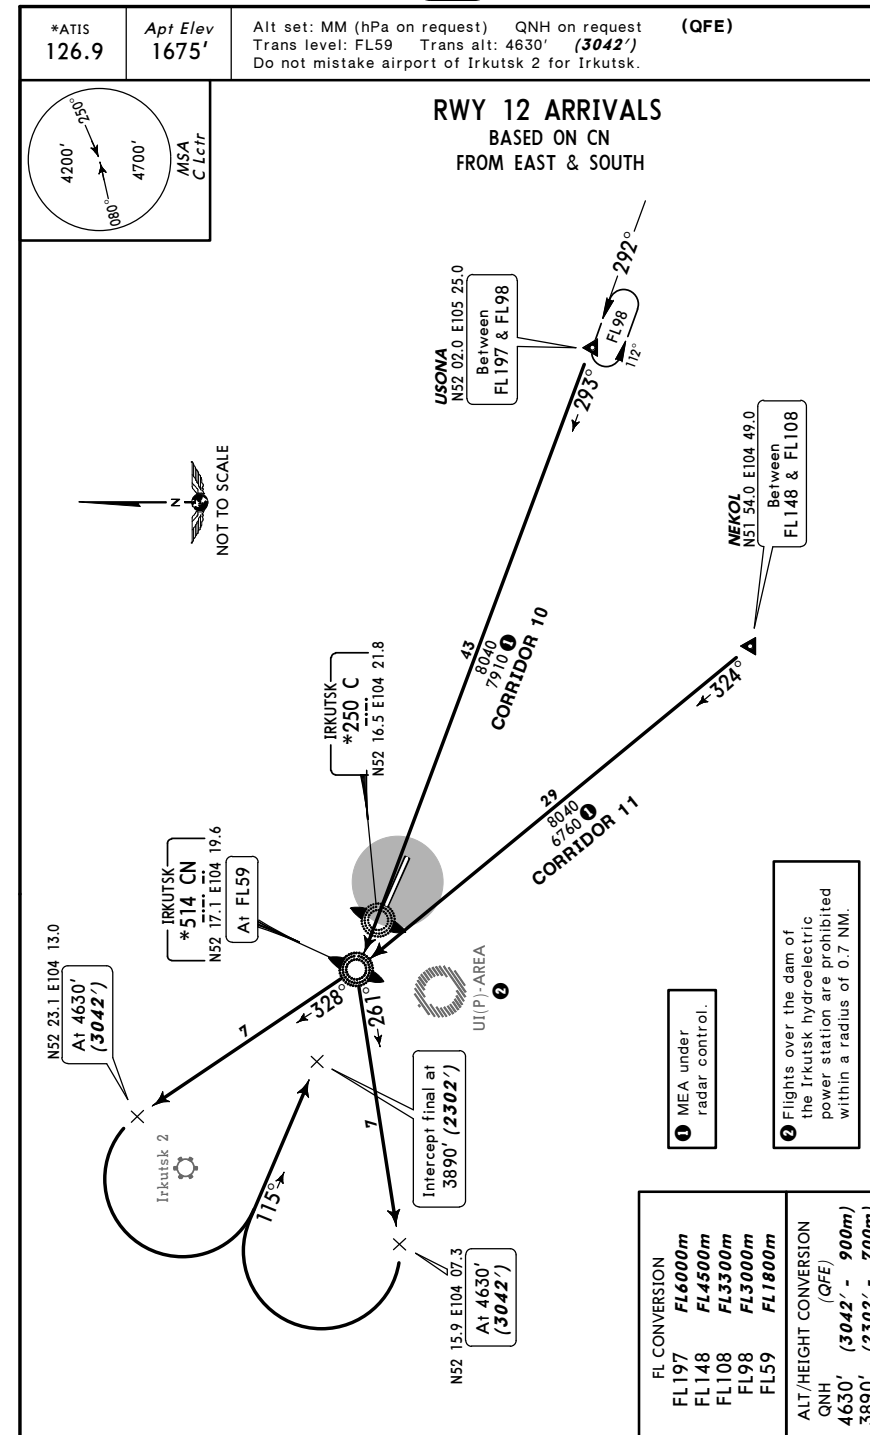 *ATIS
126.9
Apt Elev
1675'
Alt set: MM (hPa on request) QNH on request (QFE)
Trans level: FL59 Trans alt: 4630' (3042')
Do not mistake airport of Irkutsk 2 for Irkutsk.
RWY 12 ARRIVALS
BASED ON CN
FROM EAST & SOUTH
250°
4200'
4700'
080°
MSA
C Lctr
292°
FL98
112°
USONA
N52 02.0 E105 25.0
Between
FL197 & FL98
293°
NEKOL
N51 54.0 E104 49.0
Between
FL148 & FL108
324°
N
NOT TO SCALE
43
8040
7910 1
CORRIDOR 10
29
8040
6760 1
CORRIDOR 11
IRKUTSK
*250 C
N52 16.5 E104 21.8
IRKUTSK
*514 CN
N52 17.1 E104 19.6
At FL59
N52 23.1 E104 13.0
At 4630'
(3042')
328°
7
261°
7
UI(P)-AREA
2
Irkutsk 2
115°
Intercept final at
3890' (2302')
N52 15.9 E104 07.3
At 4630'
(3042')
1 MEA under
radar control.
2 Flights over the dam of
the Irkutsk hydroelectric
power station are prohibited
within a radius of 0.7 NM.
FL CONVERSION
FL197 FL6000m
FL148 FL4500m
FL108 FL3300m
FL98 FL3000m
FL59 FL1800m
ALT/HEIGHT CONVERSION
QNH (QFE)
4630' (3042' - 900m)
3890' (2302' - 700m)